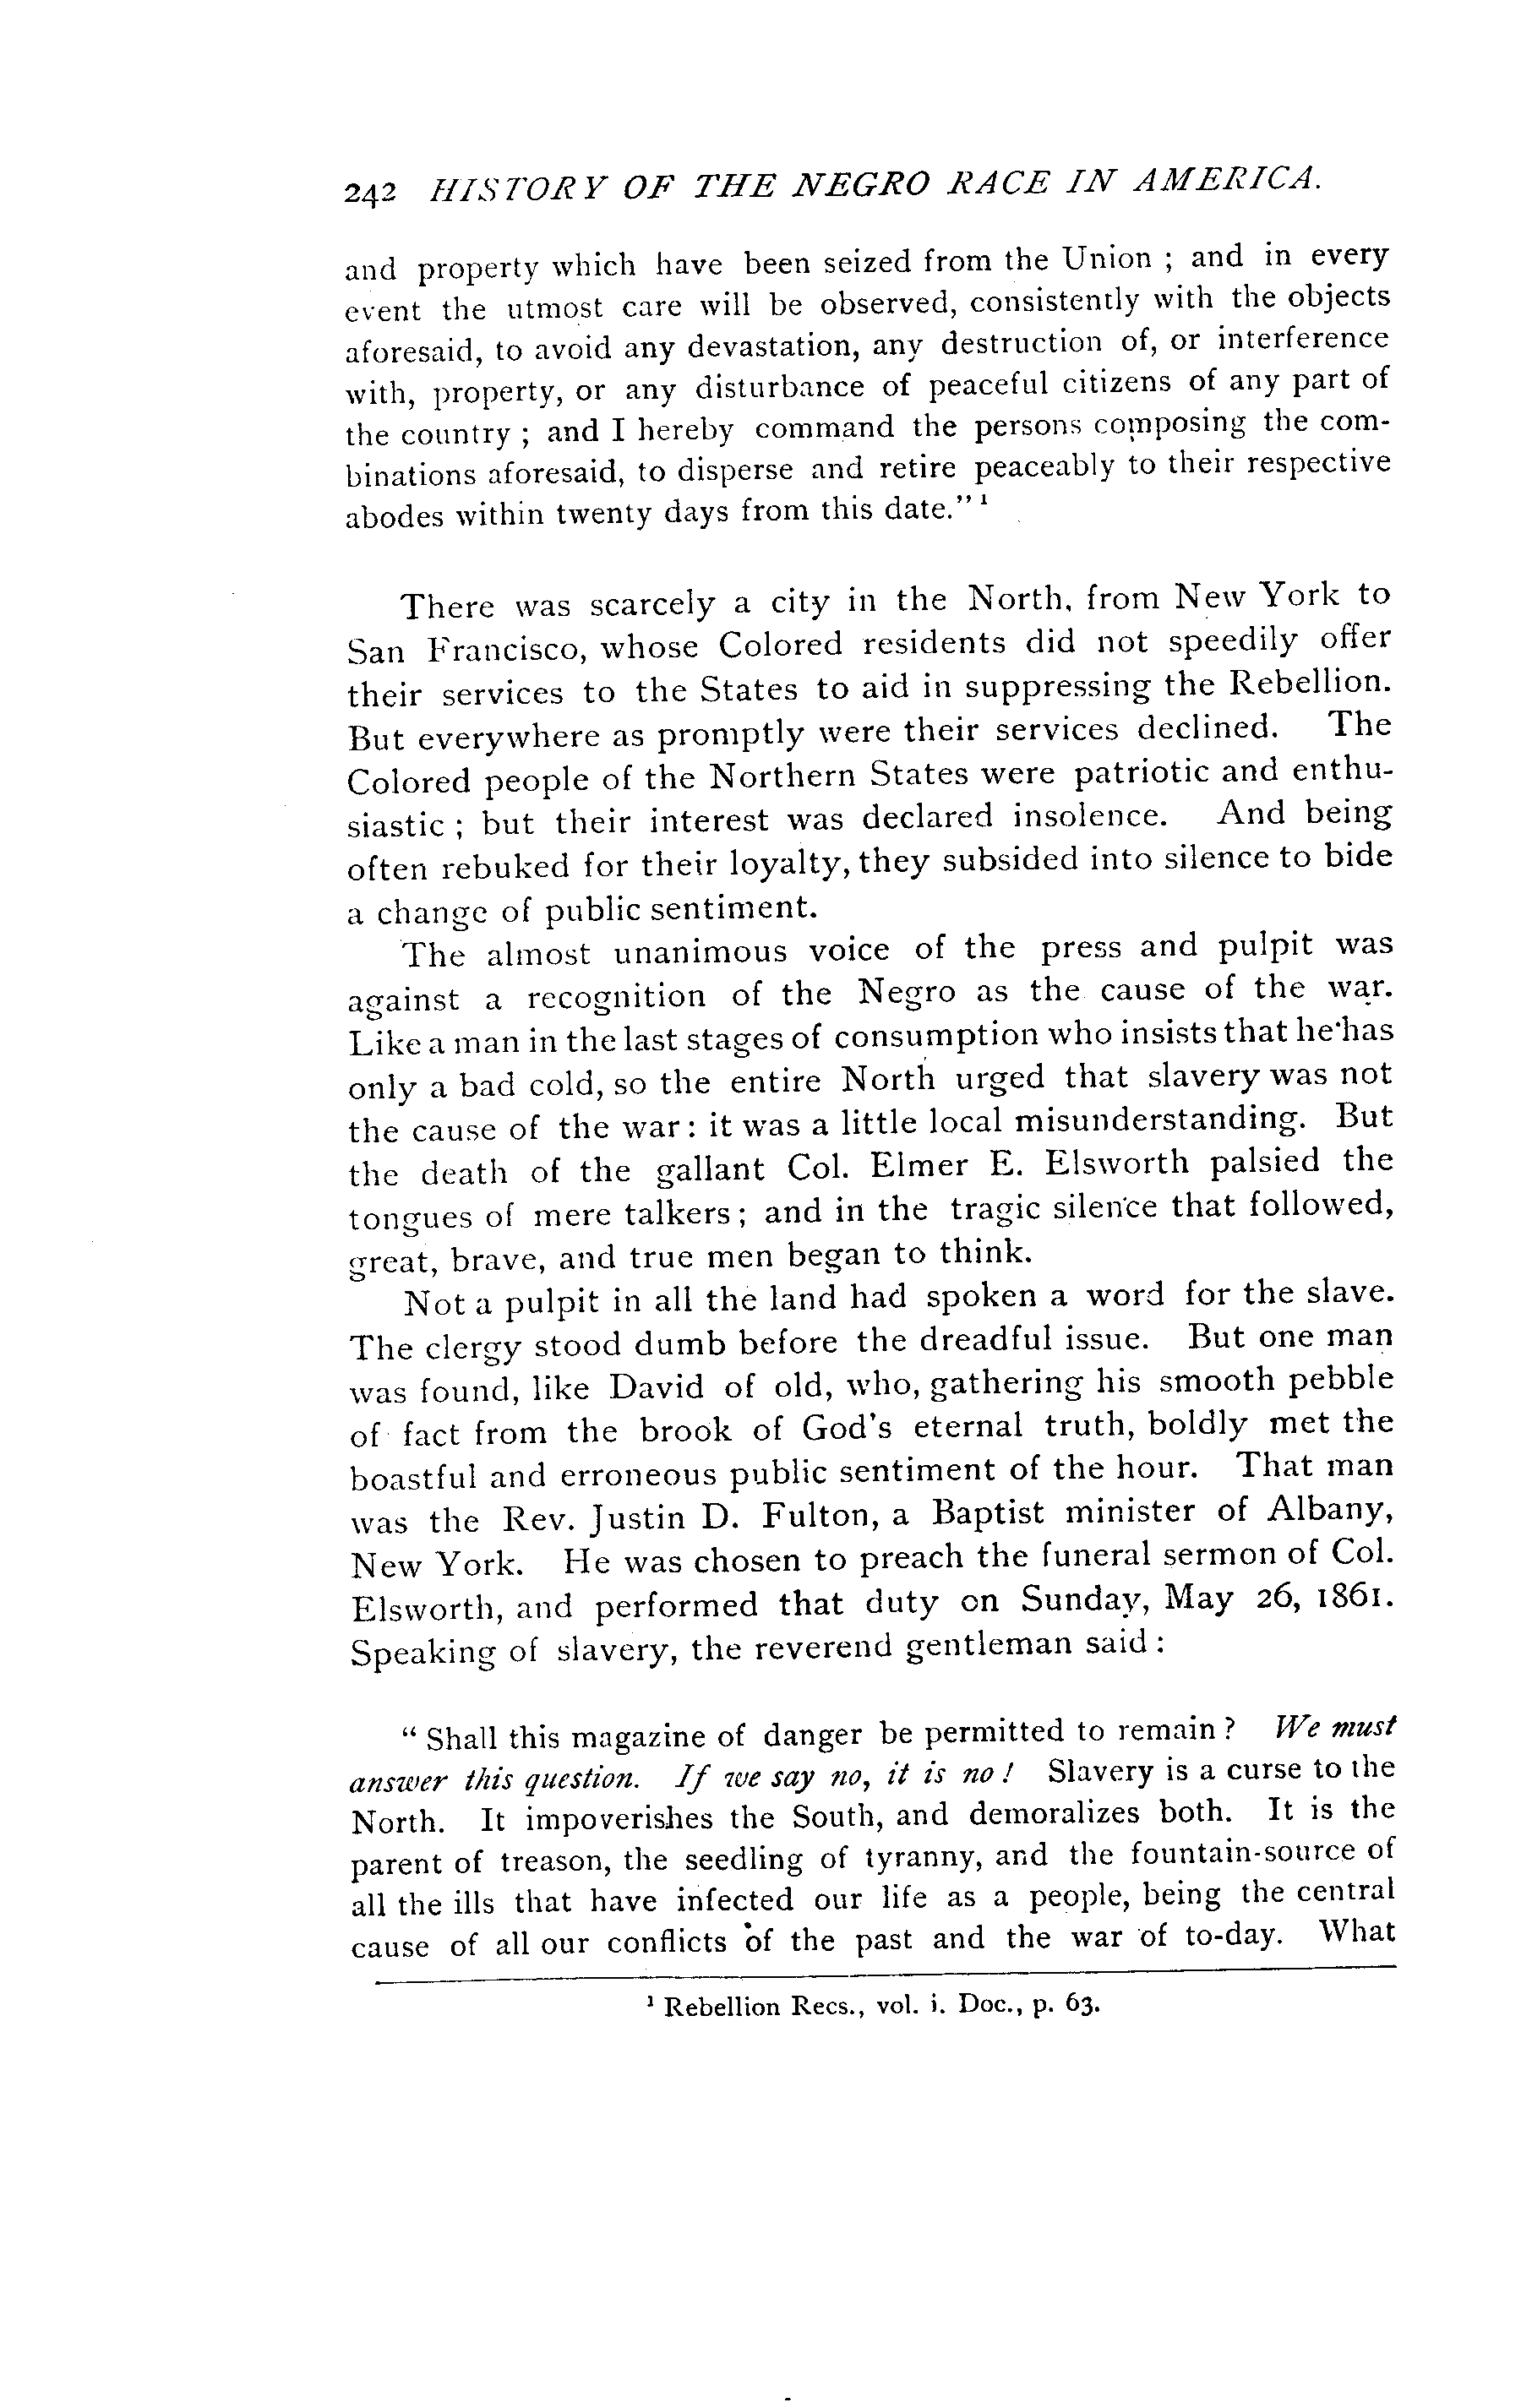 242 HISTORY OF THE NEGRO RACE IN AMERICA.
and property which have been seized from the Union ; and in every
event the utmost care will be observed, consistently with the objects
aforesaid, to avoid any devastation, any destruction of, or interference
with, property, or any disturbance of peaceful citizens of any part of
the country ; and I hereby command the persons composing the com-
binations aforesaid, to disperse and retire peaceably to their respective
abodes within twenty days from this date." ¹
There was scarcely a city in the North, from New York to
San Francisco, whose Colored residents did not speedily offer
their services to the States to aid in suppressing the Rebellion.
But everywhere as promptly were their services declined. The
Colored people of the Northern States were patriotic and enthu-
siastic ; but their interest was declared insolence. And being
often rebuked for their loyalty, they subsided into silence to bide
a change of public sentiment.
The almost unanimous voice of the press and pulpit was
against a recognition of the Negro as the cause of the war.
Like a man in the last stages of consumption who insists that he has
only a bad cold, so the entire North urged that slavery was not
the cause of the war: it was a little local misunderstanding. But
the death of the gallant Col. Elmer E. Elsworth palsied the
tongues of mere talkers ; and in the tragic silence that followed,
great, brave, and true men began to think.
Not a pulpit in all the land had spoken a word for the slave.
The clergy stood dumb before the dreadful issue. But one man
was found, like David of old, who, gathering his smooth pebble
of fact from the brook of God's eternal truth, boldly met the
boastful and erroneous public sentiment of the hour. That man
was the Rev. Justin D. Fulton, a Baptist minister of Albany,
New York. He was chosen to preach the funeral sermon of Col.
Elsworth, and performed that duty on Sunday, May 26, 1861.
Speaking of slavery, the reverend gentleman said :
" Shall this magazine of danger be permitted to remain ? We must
answer this question. If we say no, it is no ! Slavery is a curse to the
North. It impoverishes the South, and demoralizes both. It is the
parent of treason, the seedling of tyranny, and the fountain-source of
all the ills that have infected our life as a people, being the central
cause of all our conflicts of the past and the war of to-day. What
¹ Rebellion Recs., vol. i. Doc., p. 63.